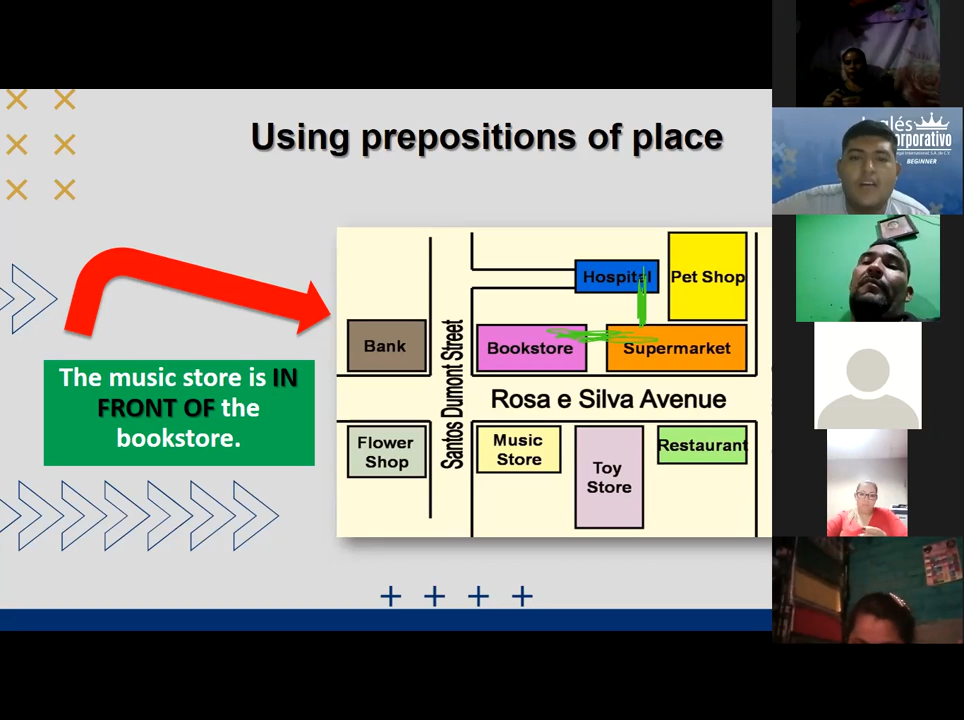 Using prepositions of place
The music store is IN
FRONT OF the
bookstore.
Hospital
Pet Shop
Bank
Bookstore
Supermarket
Santos Dumont Street
Rosa e Silva Avenue
Flower
Shop
Music
Store
Toy
Store
Restaurant
BEGINNER